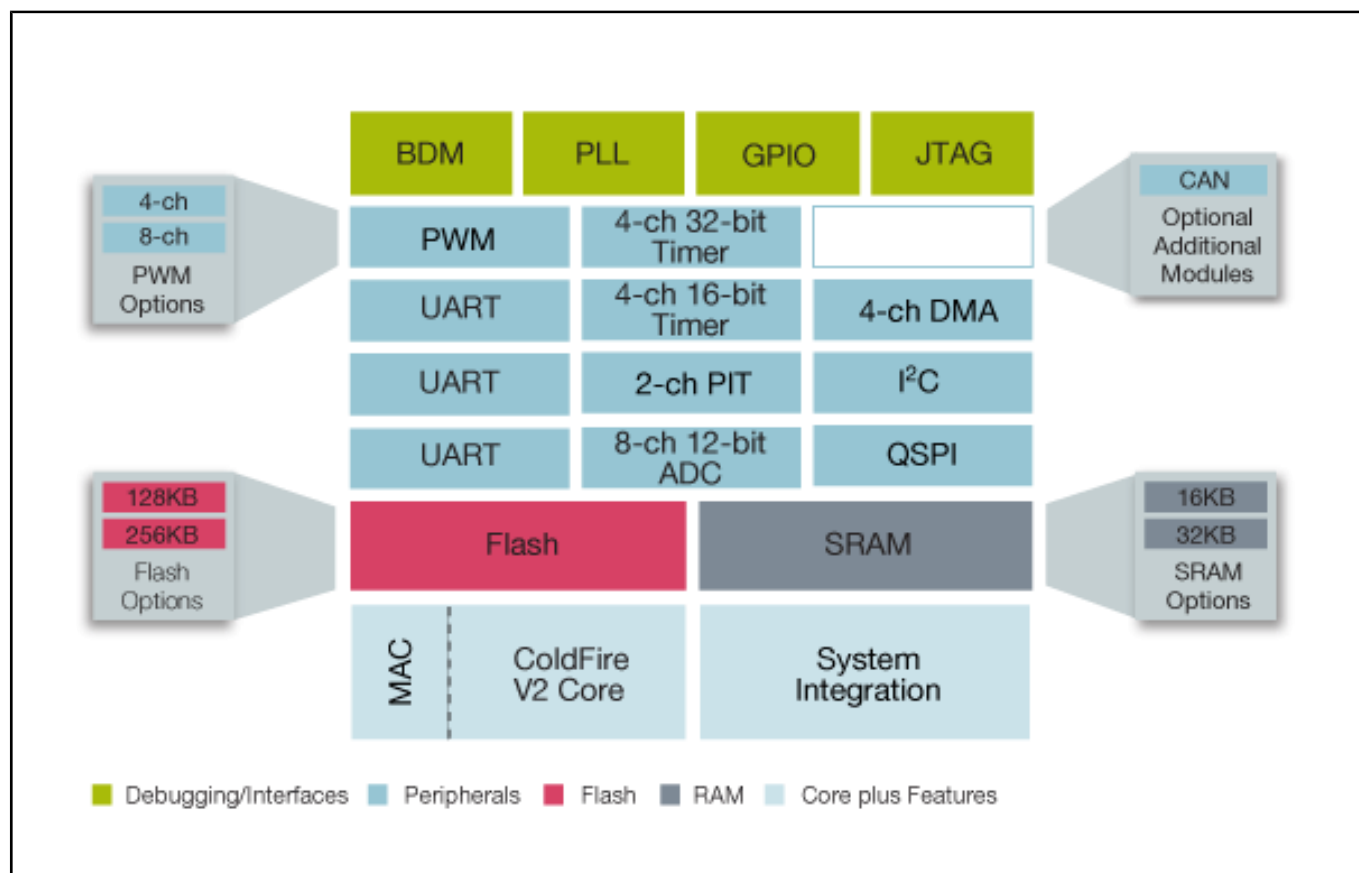 BDM
PLL
GPIO
JTAG
4-ch
8-ch
PWM
Options
PWM
4-ch 32-bit
Timer
CAN
Optional
Additional
Modules
UART
4-ch 16-bit
Timer
4-ch DMA
UART
2-ch PIT
I²C
UART
8-ch 12-bit
ADC
QSPI
128KB
256KB
Flash
Options
Flash
SRAM
16KB
32KB
SRAM
Options
MAC
ColdFire
V2 Core
System
Integration
Debugging/Interfaces Peripherals Flash RAM Core plus Features